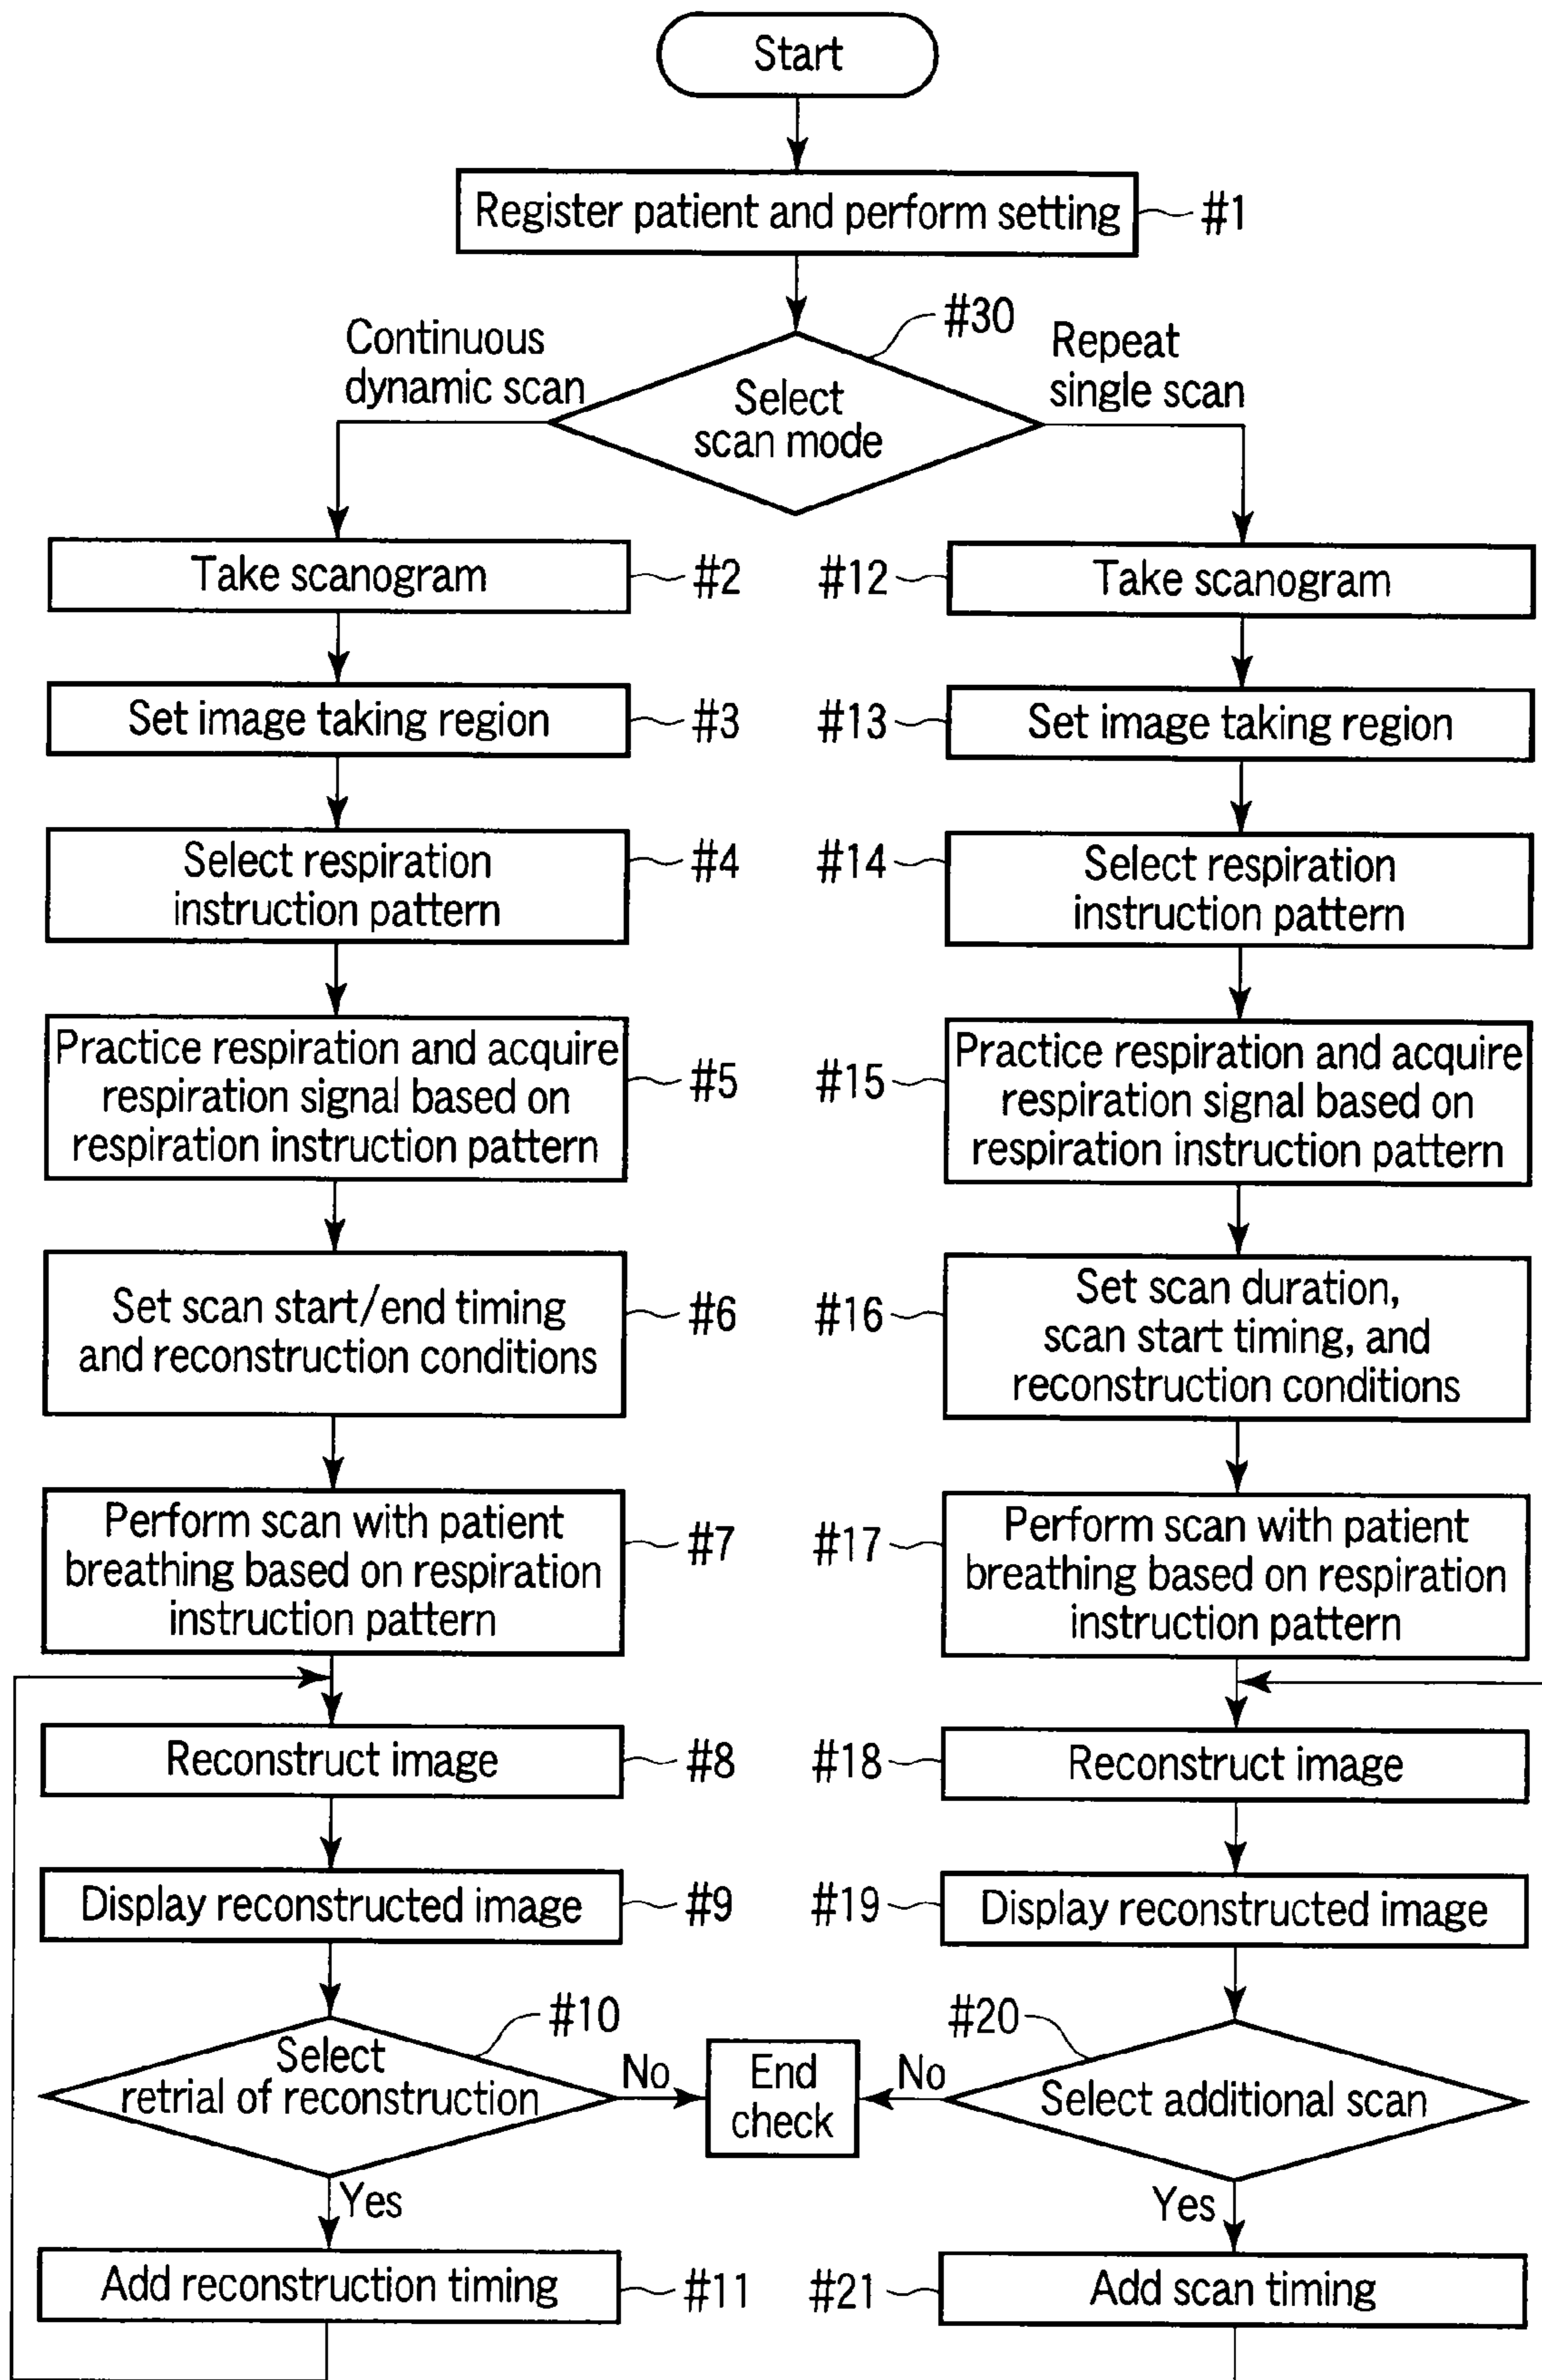 Start
Register patient and perform setting
#1
#30
Continuous
dynamic scan
Repeat
single scan
Select
scan mode
Take scanogram
#2
#12
Take scanogram
Set image taking region
#3
#13
Set image taking region
Select respiration
instruction pattern
#4
#14
Select respiration
instruction pattern
Practice respiration and acquire
respiration signal based on
respiration instruction pattern
#5
#15
Practice respiration and acquire
respiration signal based on
respiration instruction pattern
Set scan start/end timing
and reconstruction conditions
#6
#16
Set scan duration,
scan start timing, and
reconstruction conditions
Perform scan with patient
breathing based on respiration
instruction pattern
#7
#17
Perform scan with patient
breathing based on respiration
instruction pattern
Reconstruct image
#8
#18
Reconstruct image
Display reconstructed image
#9
#19
Display reconstructed image
#10
Select
retrial of reconstruction
No
End
check
No
#20
Select additional scan
Yes
Yes
Add reconstruction timing
#11
#21
Add scan timing